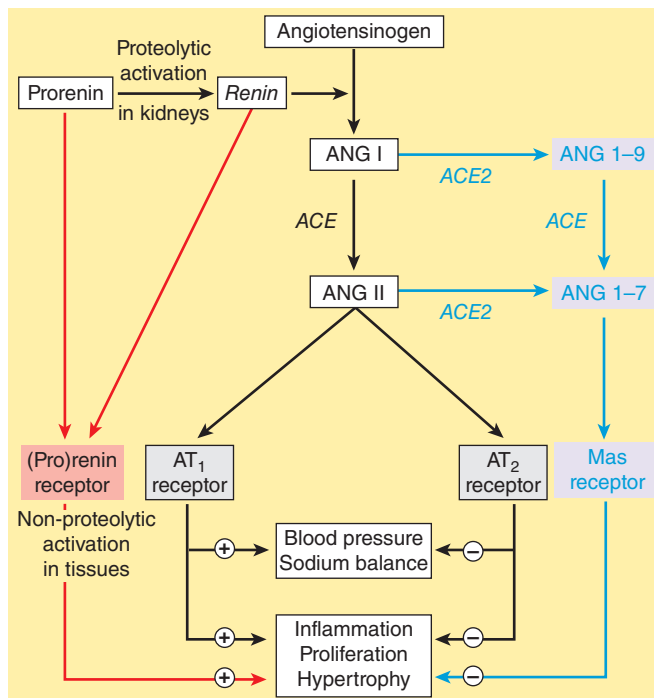 Angiotensinogen
Proteolytic
activation
in kidneys
Prorenin
Renin
ANG I
ACE2
ANG 1–9
ACE
ACE
ANG II
ACE2
ANG 1–7
(Pro)renin
receptor
AT1
receptor
AT2
receptor
Mas
receptor
Non-proteolytic
activation
in tissues
+
Blood pressure
Sodium balance
−
+
Inflammation
Proliferation
Hypertrophy
−
+
−